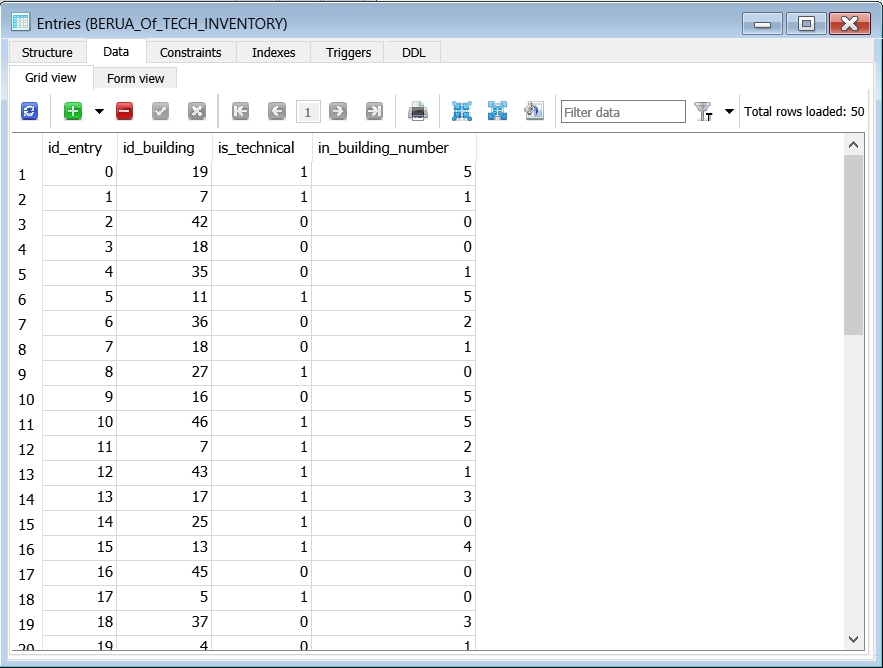 Entries (BERUA_Of_TECH_INVENTORY)
Structure Data Constraints Indexes Triggers DDL
Grid view Form view
1 Filter data T Total rows loaded: 50
id_entry id_building is_technical in_building_number
1 0 19 1 5
2 1 7 1 1
3 2 42 0 0
4 3 18 0 0
5 4 35 0 1
6 5 11 1 5
7 6 36 0 2
8 7 18 0 1
9 8 27 1 0
10 9 16 0 5
11 10 46 1 5
12 11 7 1 2
13 12 43 1 1
14 13 17 1 3
15 14 25 1 0
16 15 13 1 4
17 16 45 0 0
18 17 5 1 0
19 18 37 0 3
20 19 4 0 1